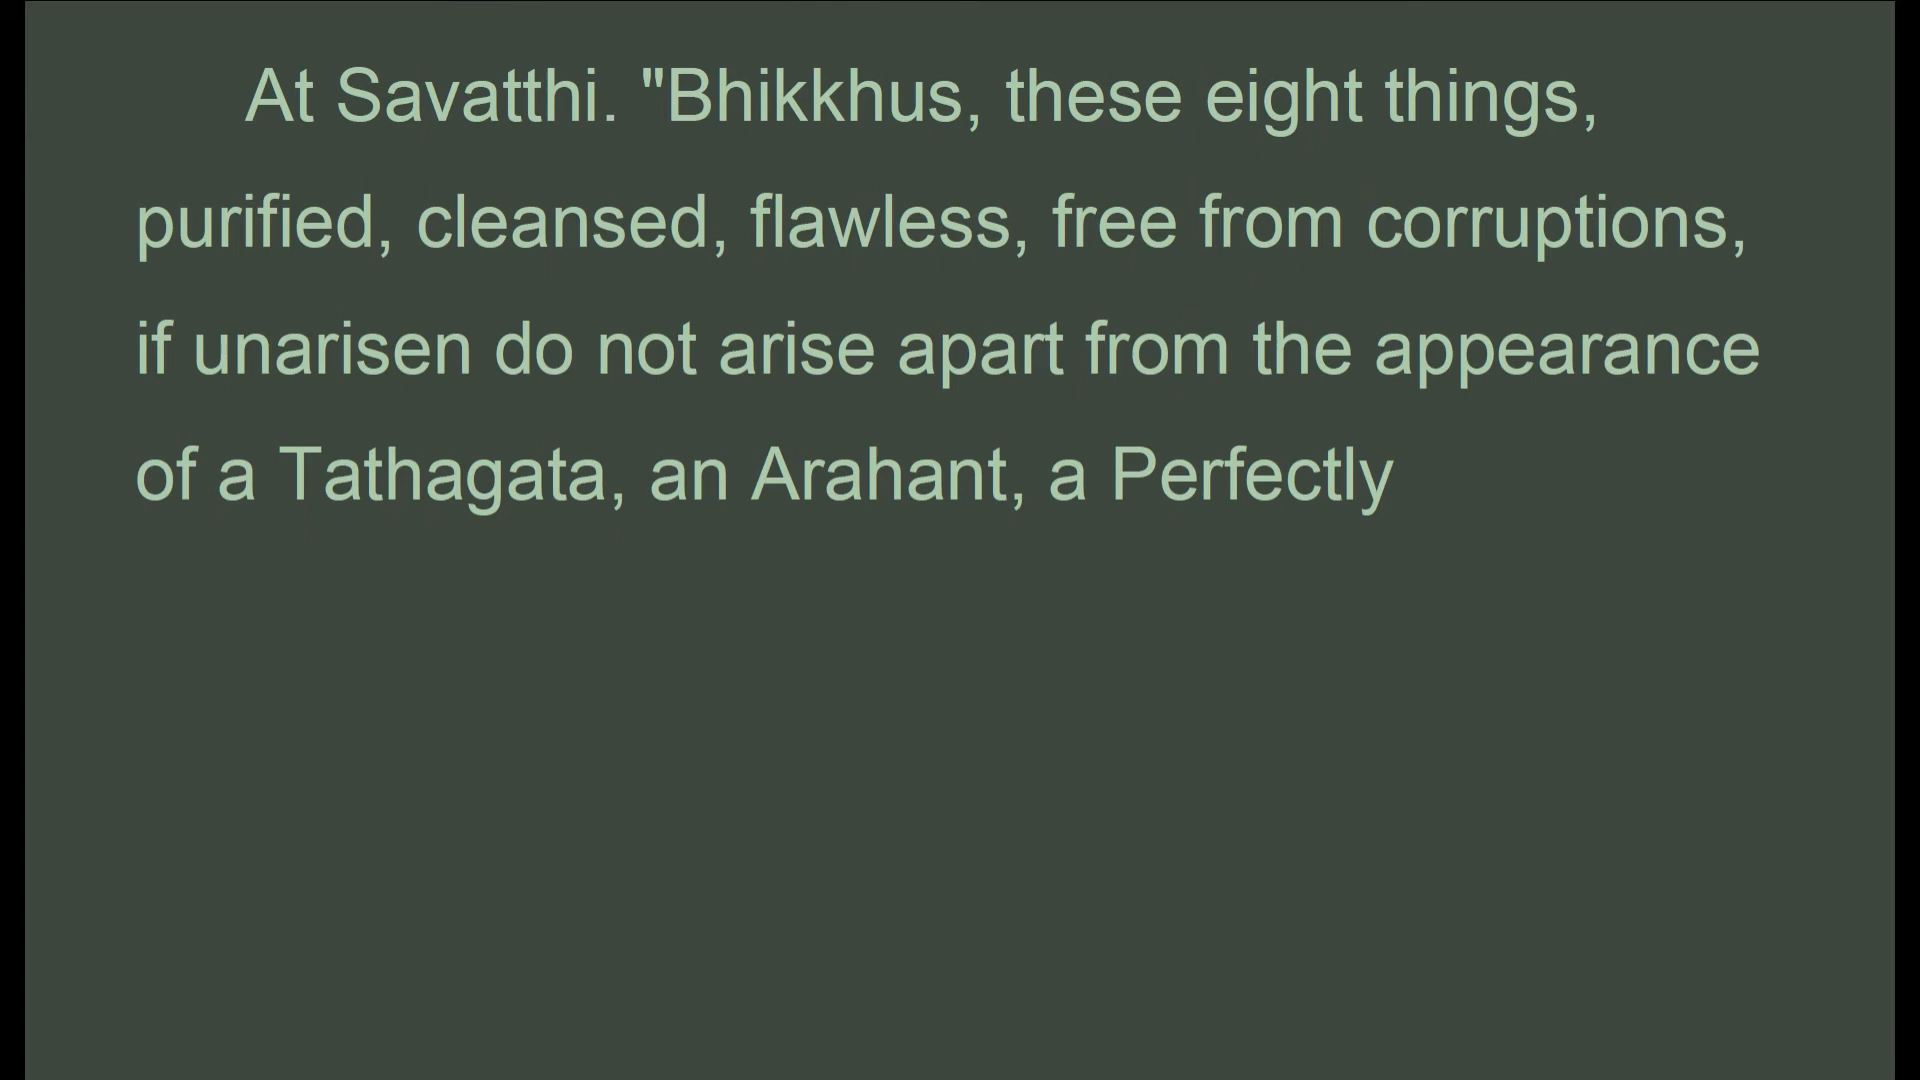 At Savatthi. "Bhikkhus, these eight things,
purified, cleansed, flawless, free from corruptions,
if unarisen do not arise apart from the appearance
of a Tathagata, an Arahant, a Perfectly